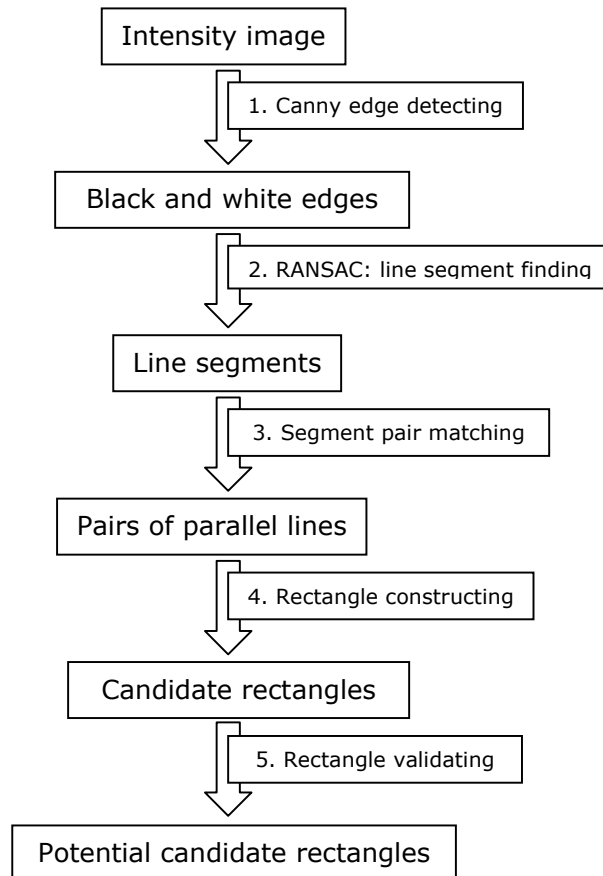 Intensity image
1. Canny edge detecting
Black and white edges
2. RANSAC: line segment finding
Line segments
3. Segment pair matching
Pairs of parallel lines
4. Rectangle constructing
Candidate rectangles
5. Rectangle validating
Potential candidate rectangles